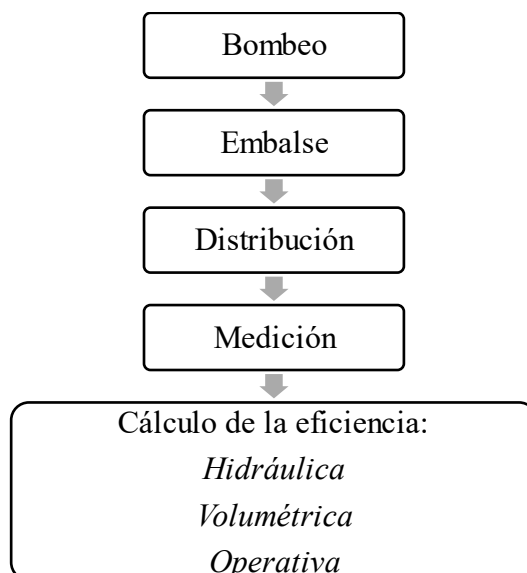 Bombeo
Embalse
Distribución
Medición
Cálculo de la eficiencia:
Hidráulica
Volumétrica
Operativa